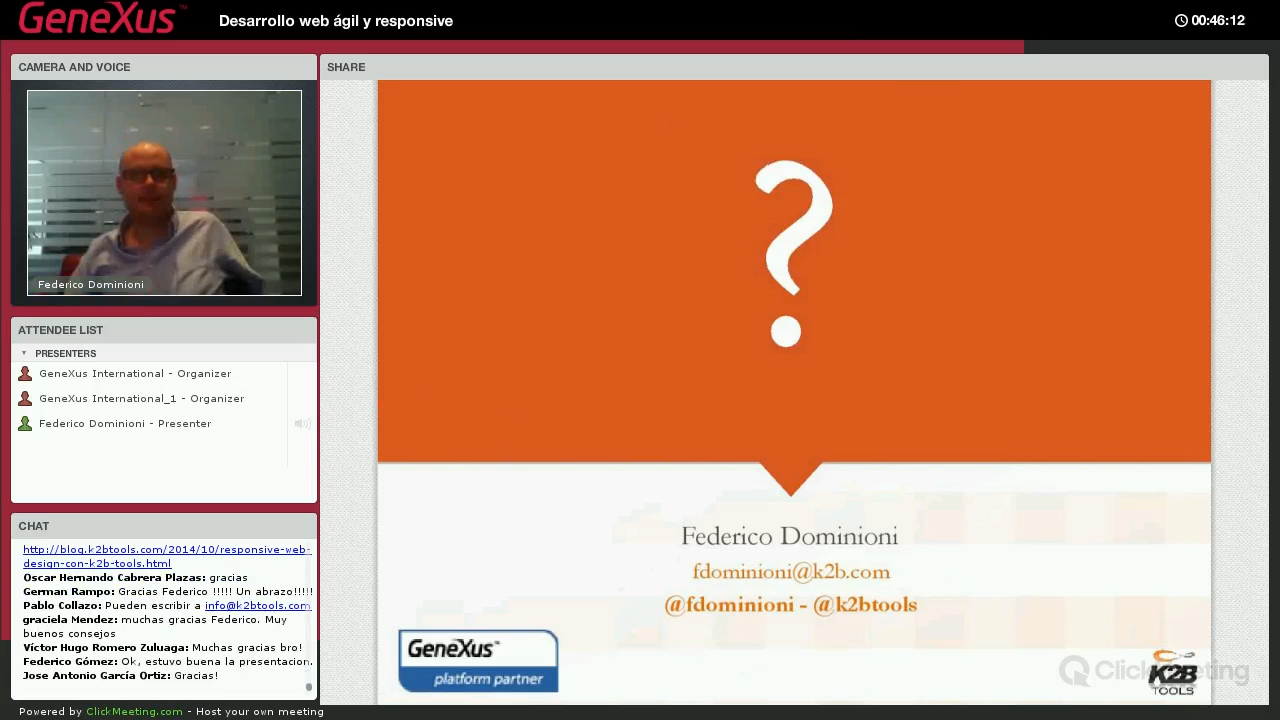 GeneXus™
Desarrollo web ágil y responsive
00:46:12
CAMERA AND VOICE
Federico Dominioni
ATTENDEE LIST
PRESENTERS
GeneXus International - Organizer
GeneXus International_1 - Organizer
Federico Dominioni - Presenter
CHAT
http://blog.k2btools.com/2014/10/responsive-web-
design-con-k2b-tools.html
Oscar Hernando Cabrera Plazas: gracias
German Rampo: Gracias Federico !!!!! Un abrazo!!!!!
Pablo Collazo: Pueden escribir a info@k2btools.com
graciela Mendez: muchas gracias Fedrico. Muy
buenos consejos
Víctor Hugo Romero Zuluaga: Muchas gracias Bro!
Federico Gómez: Ok, estuvo buena la presentacion.
Jose Antonio García Ortiz: Gracias!
Powered by ClickMeeting.com - Host your own meeting
SHARE
?
Federico Dominioni
fdominioni@k2b.com
@fdominioni - @k2btools
GeneXus™
platform partner
K2B
TOOLS
ClickMeeting